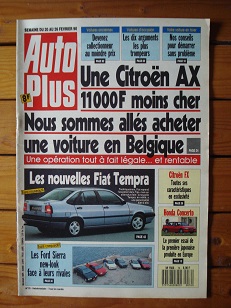 SEMAINE DU 20 AU 26 FEVRIER 90
Auto
Plus
Devenez
collectionneur
au moindre prix
Les dix arguments
les plus
trompeurs
Nos conseils
pour démarrer
sans problème
Une Citroën AX
11000F moins cher
Nous sommes allés acheter
une voiture en Belgique
Une opération tout à fait légale... et rentable
Les nouvelles Fiat Tempra
Citroën FX
Toutes ses
caractéristiques
en exclusivité
Honda Concerto
Le premier essai de
la première japonaise
produite en Europe
Les Ford Sierra
new-look
face à leurs rivales